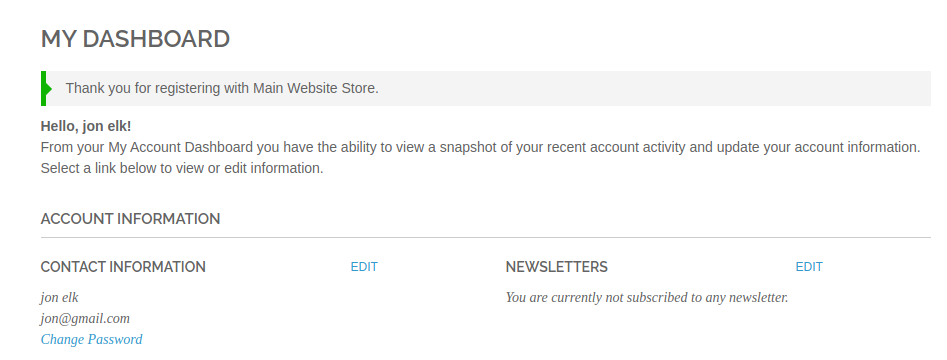 MY DASHBOARD
Thank you for registering with Main Website Store.
Hello, jon elk!
From your My Account Dashboard you have the ability to view a snapshot of your recent account activity and update your account information.
Select a link below to view or edit information.
ACCOUNT INFORMATION
CONTACT INFORMATION EDIT
jon elk
jon@gmail.com
Change Password
NEWSLETTERS EDIT
You are currently not subscribed to any newsletter.